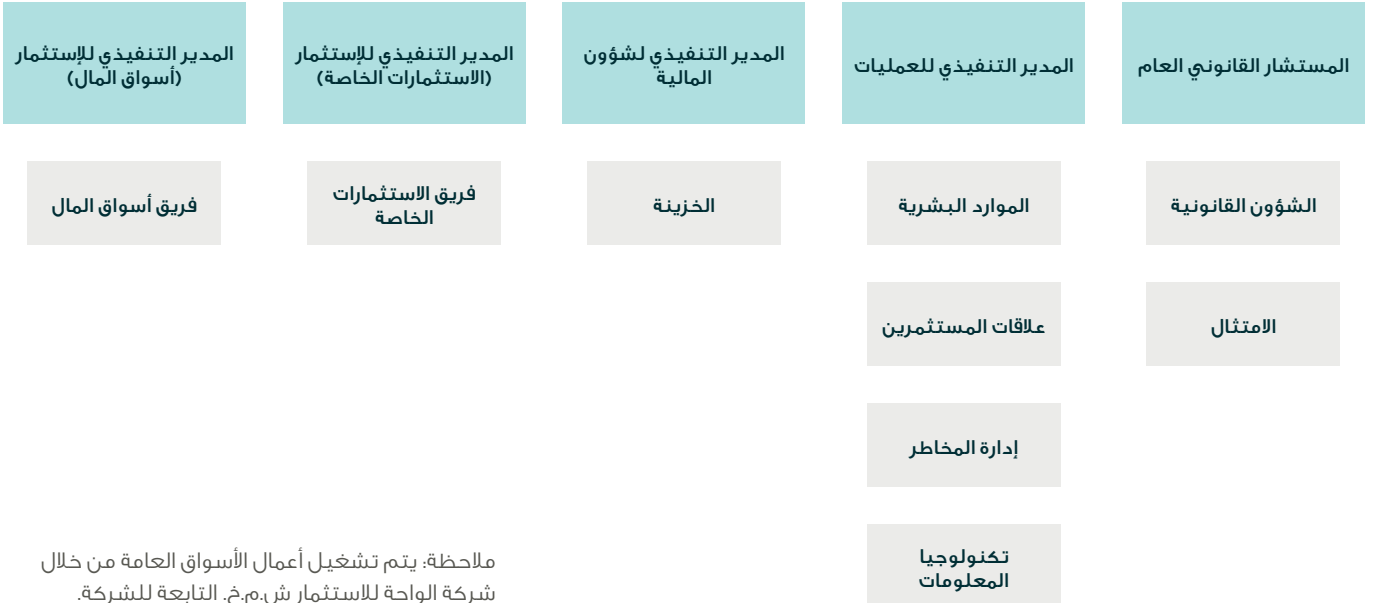 المستشار القانوني العام
المدير التنفيذي للعمليات
المدير التنفيذي لشؤون
المالية
المدير التنفيذي للإستثمار
(الاستثمارات الخاصة)
المدير التنفيذي للإستثمار
(أسواق المال)
الشؤون القانونية
الموارد البشرية
الخزينة
فريق الاستثمارات
الخاصة
فريق أسواق المال
الامتثال
علاقات المستثمرين
إدارة المخاطر
تكنولوجيا
المعلومات
ملاحظة: يتم تشغيل أعمال الأسواق العامة من خلال
شركة الواحة للاستثمار ش.م.خ. التابعة للشركة.